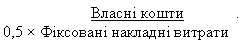 Власні кошти
0,5 × Фіксовані накладні витрати .